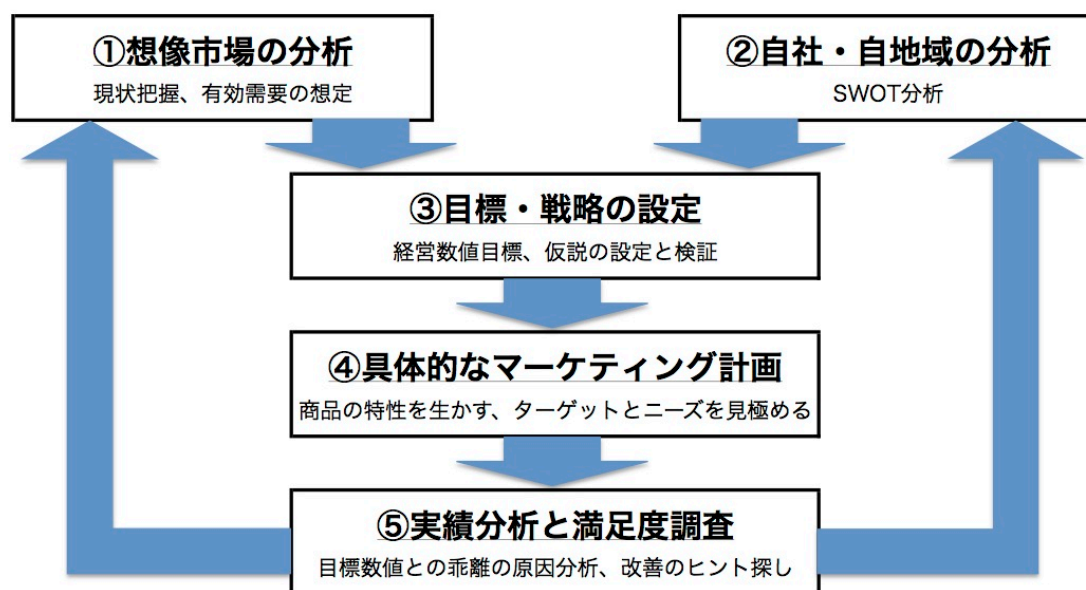 ①想像市場の分析
現状把握、有効需要の想定
②自社・自地域の分析
SWOT分析
③目標・戦略の設定
経営数値目標、仮説の設定と検証
④具体的なマーケティング計画
商品の特性を生かす、ターゲットとニーズを見極める
⑤実績分析と満足度調査
目標数値との乖離の原因分析、改善のヒント探し